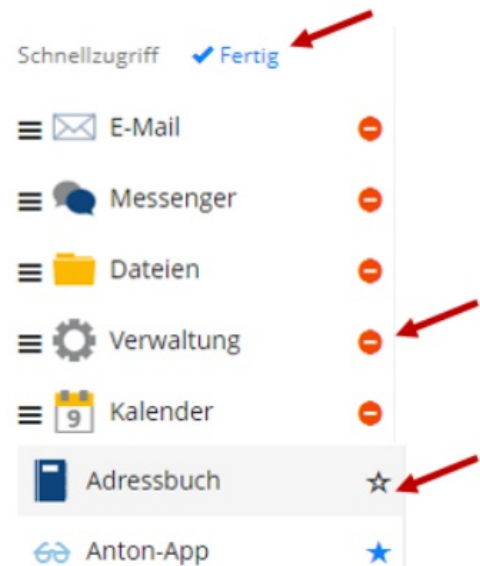 Schnellzugriff Fertig
E-Mail
Messenger
Dateien
Verwaltung
9 Kalender
Adressbuch
Anton-App